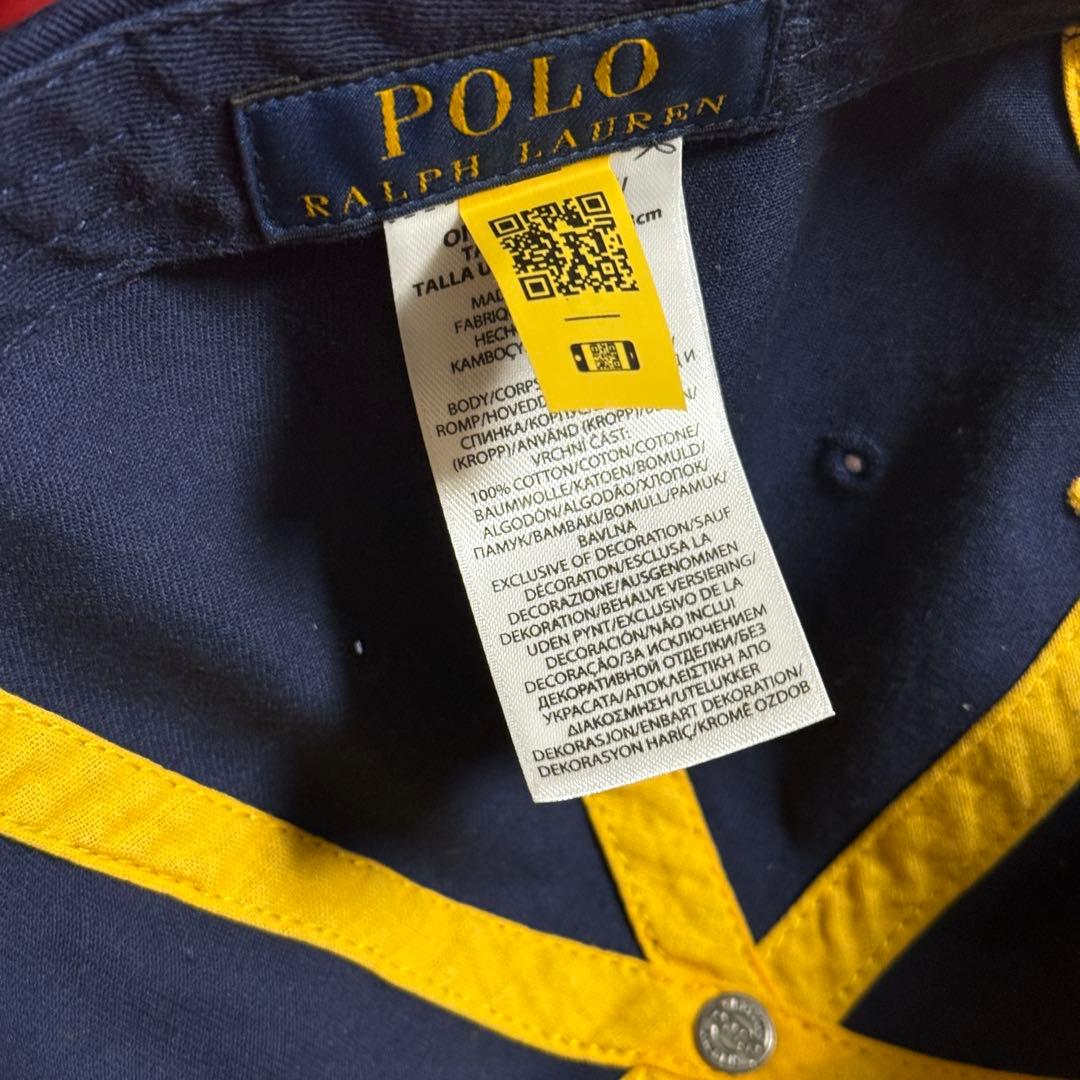 POLO
RALPH LAUREN
cm
TALLA U
MAD
FABRIQ
HECH
KAMBOÇY
BODY/CORPS
ROMP/HOVEDD
СПИНКА/КОРП
(KROPP)/ANVÄND (KROPP)/
VRCHNÍ ČÁST:
100% COTTON/COTON/COTONE/
BAUMWOLLE/KATOEN/BOMULD/
ALGODÓN/ALGODÃO/ХЛОПОК/
ПАМУК/ΒΑΜΒΑΚΙ/BOMULL/PAMUK/
BAVLNA
EXCLUSIVE OF DECORATION/SAUF
DÉCORATION/ESCLUSA LA
DECORAZIONE/AUSGENOMMEN
DEKORATION/BEHALVE VERSIERING/
UDEN PYNT/EXCLUSIVO DE LA
DECORACIÓN/NÃO INCLUI
DECORAÇÃO/ЗА ИСКЛЮЧЕНИЕМ
ДЕКОРАТИВНОЙ ОТДЕЛКИ/БЕЗ
УКРАСАТА/ΑΠΟΚΛΕΙΣΤΙΚΗ ΑΠΟ
ΔΙΑΚΟΣΜΗΣΗ/UTELUKKER
DEKORASJON/ENBART DEKORATION/
DEKORASYON HARİÇ/KROMĚ OZDOB